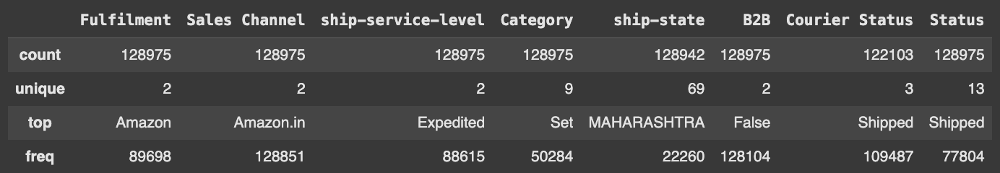 Fulfilment Sales Channel ship-service-level Category ship-state B2B Courier Status Status
count 128975 128975 128975 128975 128942 128975 122103 128975
unique 2 2 2 9 69 2 3 13
top Amazon Amazon.in Expedited Set MAHARASHTRA False Shipped Shipped
freq 89698 128851 88615 50284 22260 128104 109487 77804